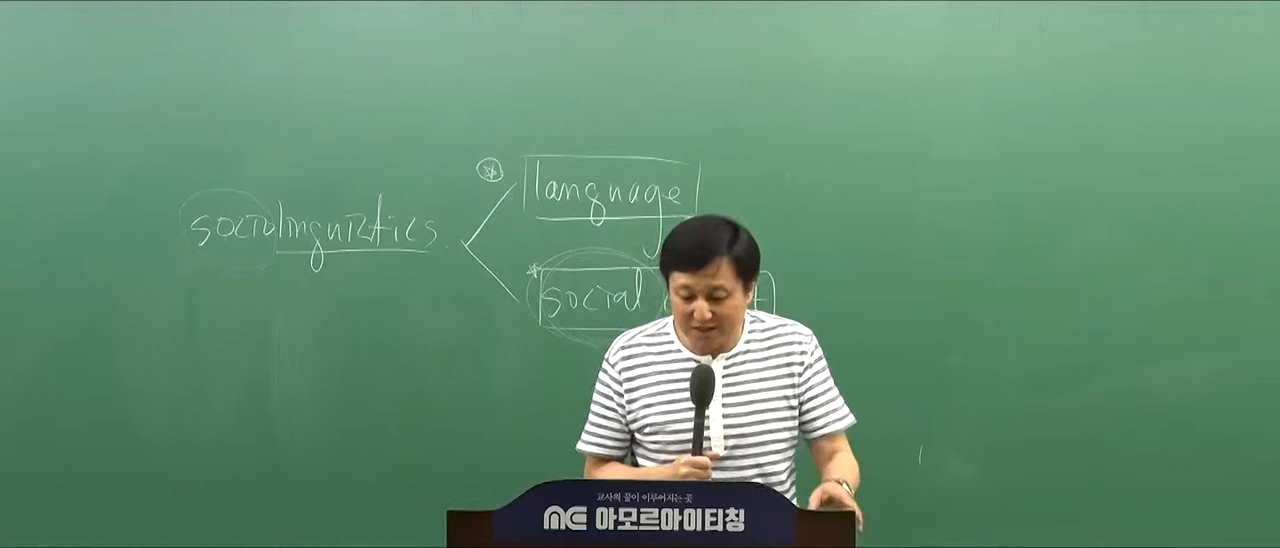 language
sociolinguistics.
social
교사의 꿈이 이루어지는 곳
아모르아이티칭